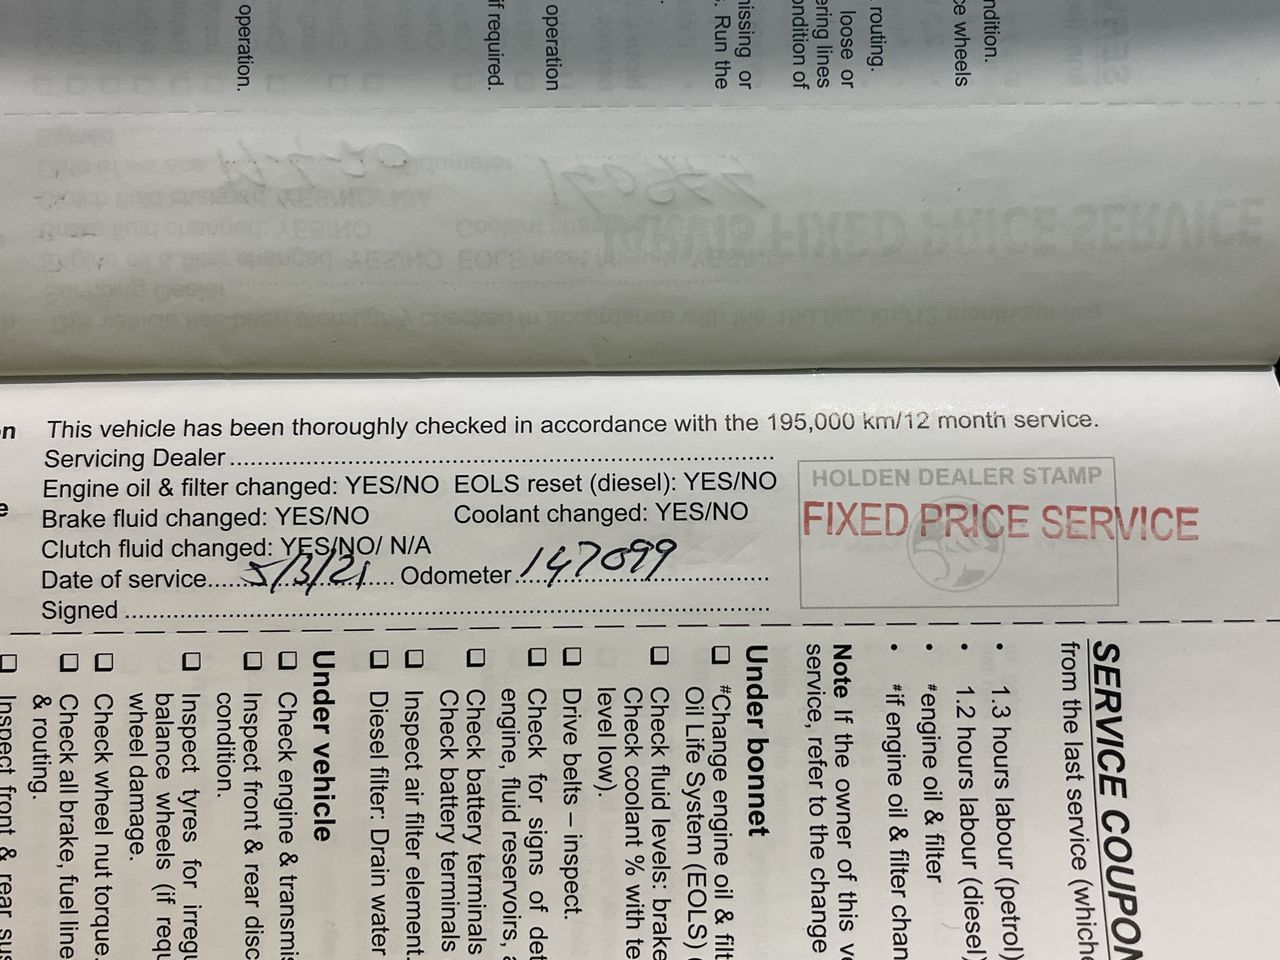 operation.
if required.
operation
missing or
. Run the
loose or
ering lines
ondition of
routing.
ce wheels
ndition.
This vehicle has been thoroughly checked in accordance with the 195,000 km/12 month service.
Servicing Dealer
Engine oil & filter changed: YES/NO EOLS reset (diesel): YES/NO
Brake fluid changed: YES/NO Coolant changed: YES/NO
Clutch fluid changed: YES/NO/ N/A
Date of service 5/3/21 Odometer 147099
Signed
HOLDEN DEALER STAMP
FIXED PRICE SERVICE
SERVICE COUPON
from the last service (whiche
• 1.3 hours labour (petrol)
• 1.2 hours labour (diesel)
• #engine oil & filter
• #if engine oil & filter chan
Note If the owner of this ve
service, refer to the change
Under bonnet
❑ #Change engine oil & filt
Oil Life System (EOLS) (
❑ Check fluid levels: brake
Check coolant % with te
level low).
❑ Drive belts – inspect.
❑ Check for signs of det
engine, fluid reservoirs, a
❑ Check battery terminals
Check battery terminals
❑ Inspect air filter element.
❑ Diesel filter: Drain water
Under vehicle
❑ Check engine & transmis
❑ Inspect front & rear disc
condition.
❑ Inspect tyres for irregu
balance wheels (if requ
wheel damage.
❑ Check wheel nut torque.
❑ Check all brake, fuel line
& routing.
❑ Inspect front & rear sus